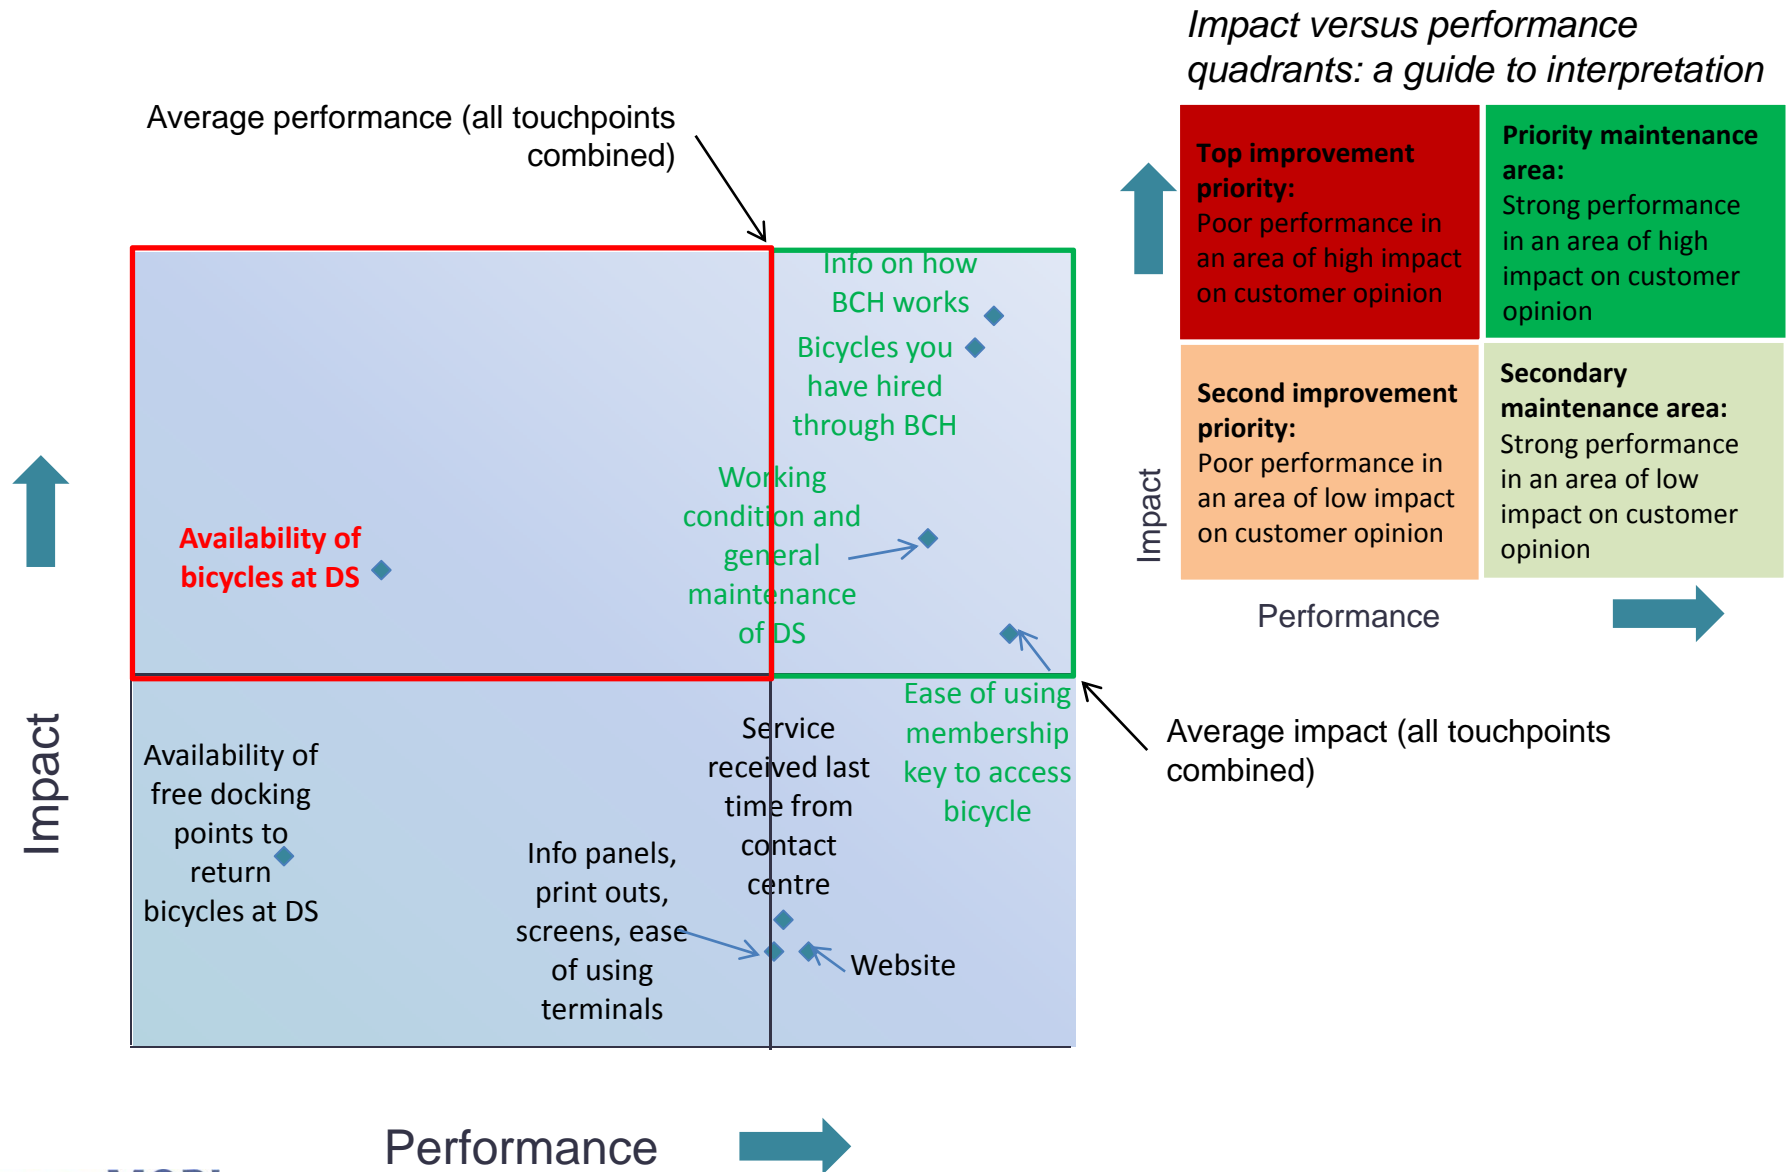 Impact versus performance
quadrants: a guide to interpretation
Average performance (all touchpoints
combined)
Top improvement
priority:
Poor performance in
an area of high impact
on customer opinion
Priority maintenance
area:
Strong performance
in an area of high
impact on customer
opinion
Second improvement
priority:
Poor performance in
an area of low impact
on customer opinion
Secondary
maintenance area:
Strong performance
in an area of low
impact on customer
opinion
Impact
Performance
Info on how
BCH works
Bicycles you
have hired
through BCH
Working
condition and
general
maintenance
of DS
Availability of
bicycles at DS
Ease of using
membership
key to access
bicycle
Average impact (all touchpoints
combined)
Service
received last
time from
contact
centre
Availability of
free docking
points to
return
bicycles at DS
Info panels,
print outs,
screens, ease
of using
terminals
Website
Impact
Performance